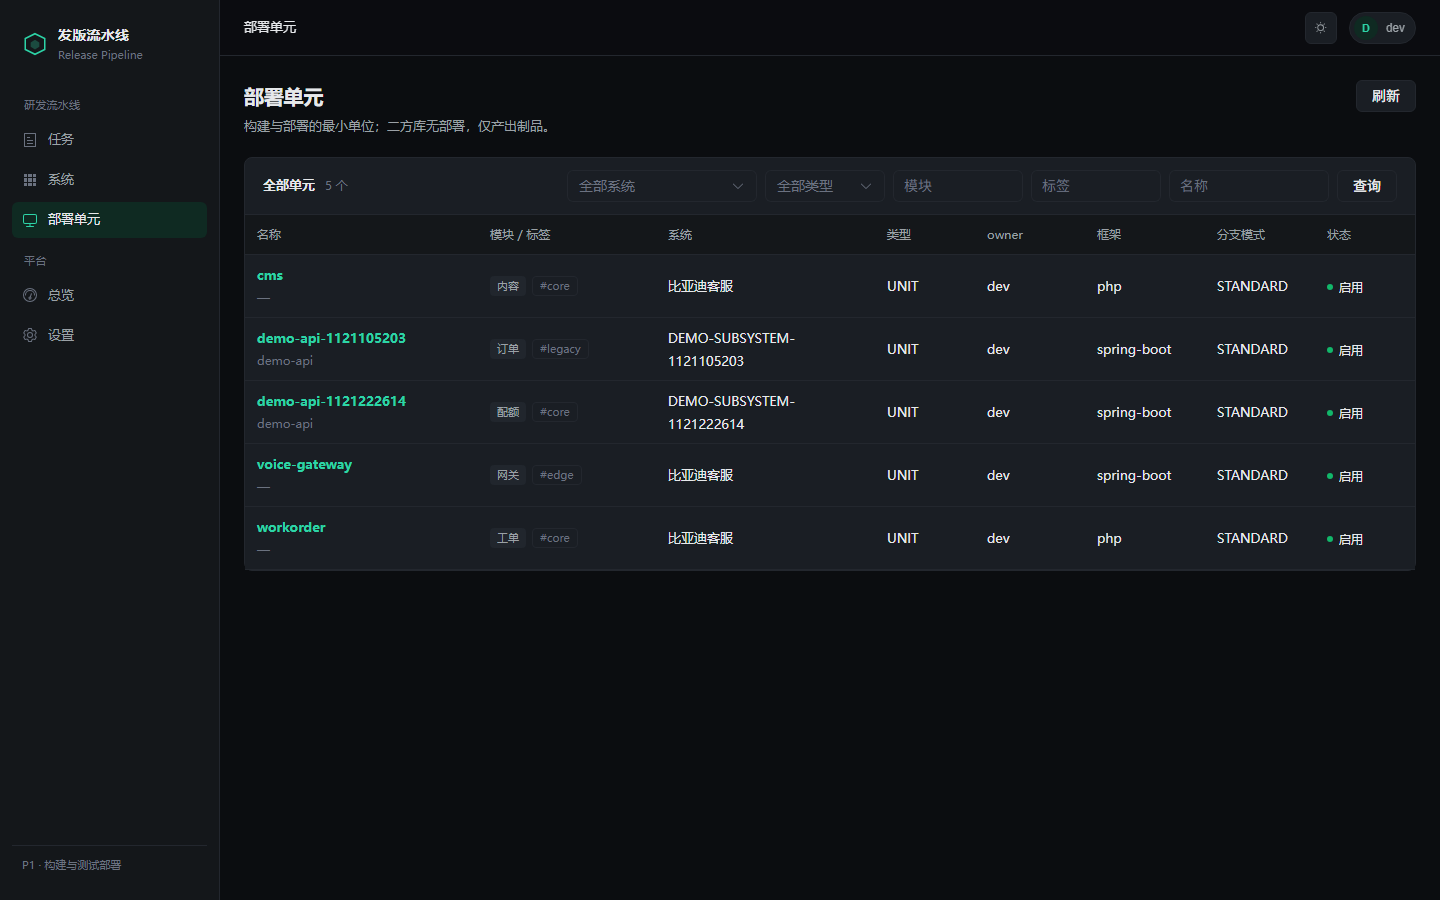 发版流水线
Release Pipeline
研发流水线
任务
系统
部署单元
平台
总览
设置
P1 · 构建与测试部署
部署单元
D dev
部署单元
刷新
构建与部署的最小单位；二方库无部署，仅产出制品。
全部单元 5 个 全部系统 全部类型 模块 标签 名称 查询
名称 模块 / 标签 系统 类型 owner 框架 分支模式 状态
cms
—
内容 #core 比亚迪客服 UNIT dev php STANDARD 启用
demo-api-1121105203
demo-api
订单 #legacy
DEMO-SUBSYSTEM-
1121105203
UNIT dev spring-boot STANDARD 启用
demo-api-1121222614
demo-api
配额 #core
DEMO-SUBSYSTEM-
1121222614
UNIT dev spring-boot STANDARD 启用
voice-gateway
—
网关 #edge 比亚迪客服 UNIT dev spring-boot STANDARD 启用
workorder
—
工单 #core 比亚迪客服 UNIT dev php STANDARD 启用